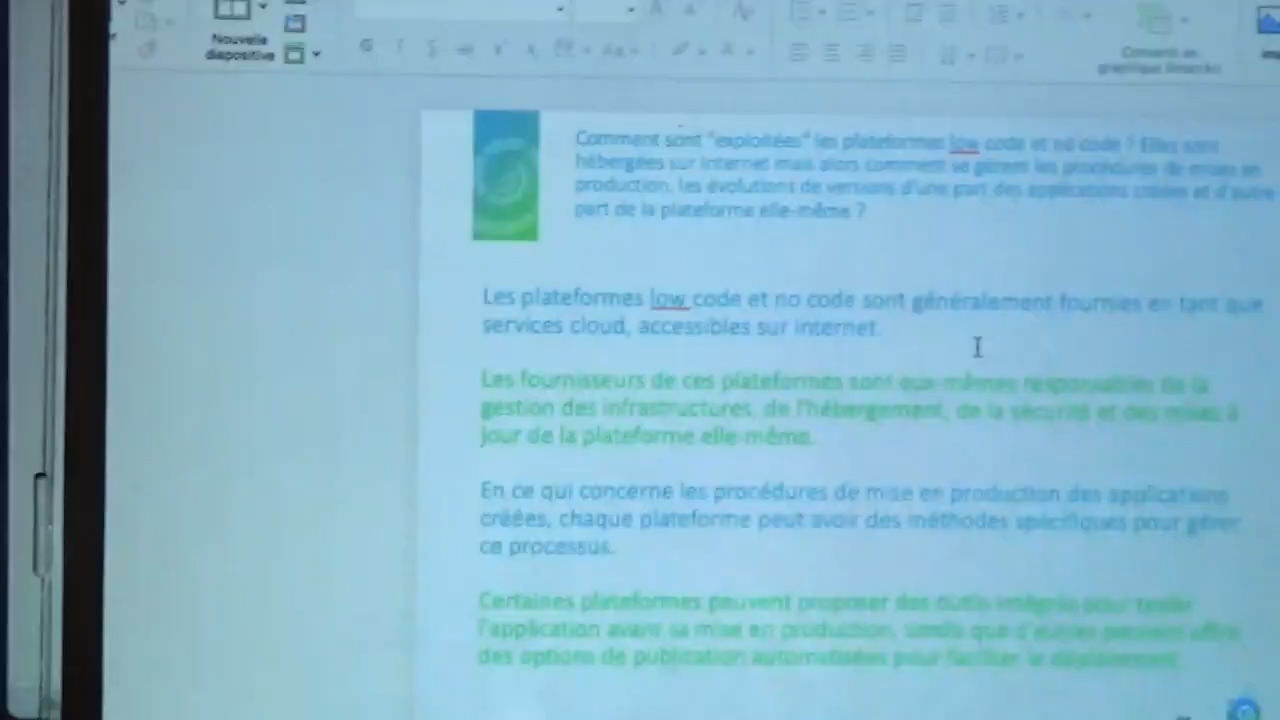 Nouvelle
diapositive
G I S
Convertir en
graphique SmartArt
Comment sont "exploitées" les plateformes low code et no code ? Elles sont
hébergées sur Internet mais alors comment se gèrent les procédures de mises en
production, les évolutions de versions d'une part des applications créées et d'autre
part de la plateforme elle-même ?
Les plateformes low code et no code sont généralement fournies en tant que
services cloud, accessibles sur internet.
Les fournisseurs de ces plateformes sont eux-mêmes responsables de la
gestion des infrastructures, de l'hébergement, de la sécurité et des mises à
jour de la plateforme elle-même.
En ce qui concerne les procédures de mise en production des applications
créées, chaque plateforme peut avoir des méthodes spécifiques pour gérer
ce processus.
Certaines plateformes peuvent proposer des outils intégrés pour tester
l'application avant sa mise en production, tandis que d'autres peuvent offrir
des options de publication automatisées pour faciliter le déploiement.